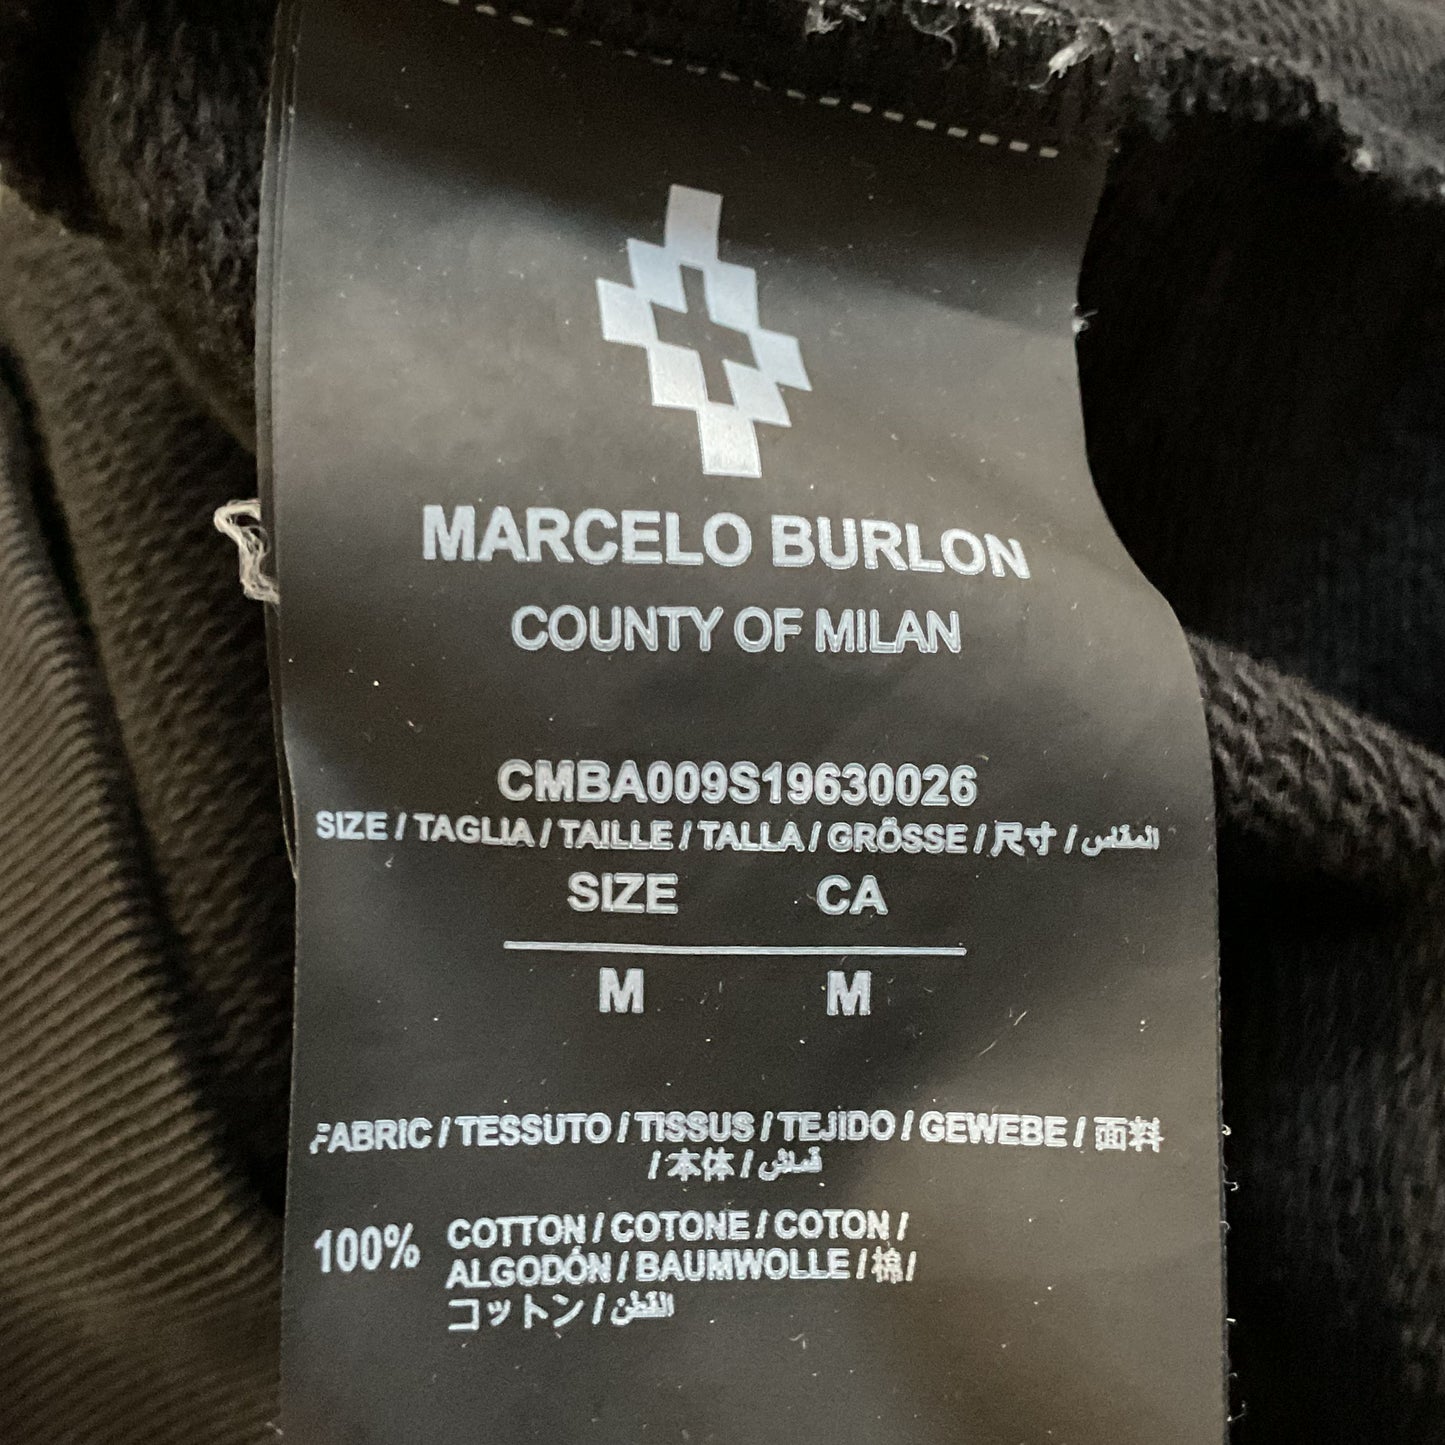 MARCELO BURLON
COUNTY OF MILAN
CMBA009S19630026
SIZE / TAGLIA / TAILLE / TALLA / GRÖSSE / 尺寸 / المقاس
SIZE CA
M M
FABRIC / TESSUTO / TISSUS / TEJIDO / GEWEBE / 面料
/ 本体 / قماش
100% COTTON / COTONE / COTON /
ALGODÓN / BAUMWOLLE / 棉 /
コットン / القطن